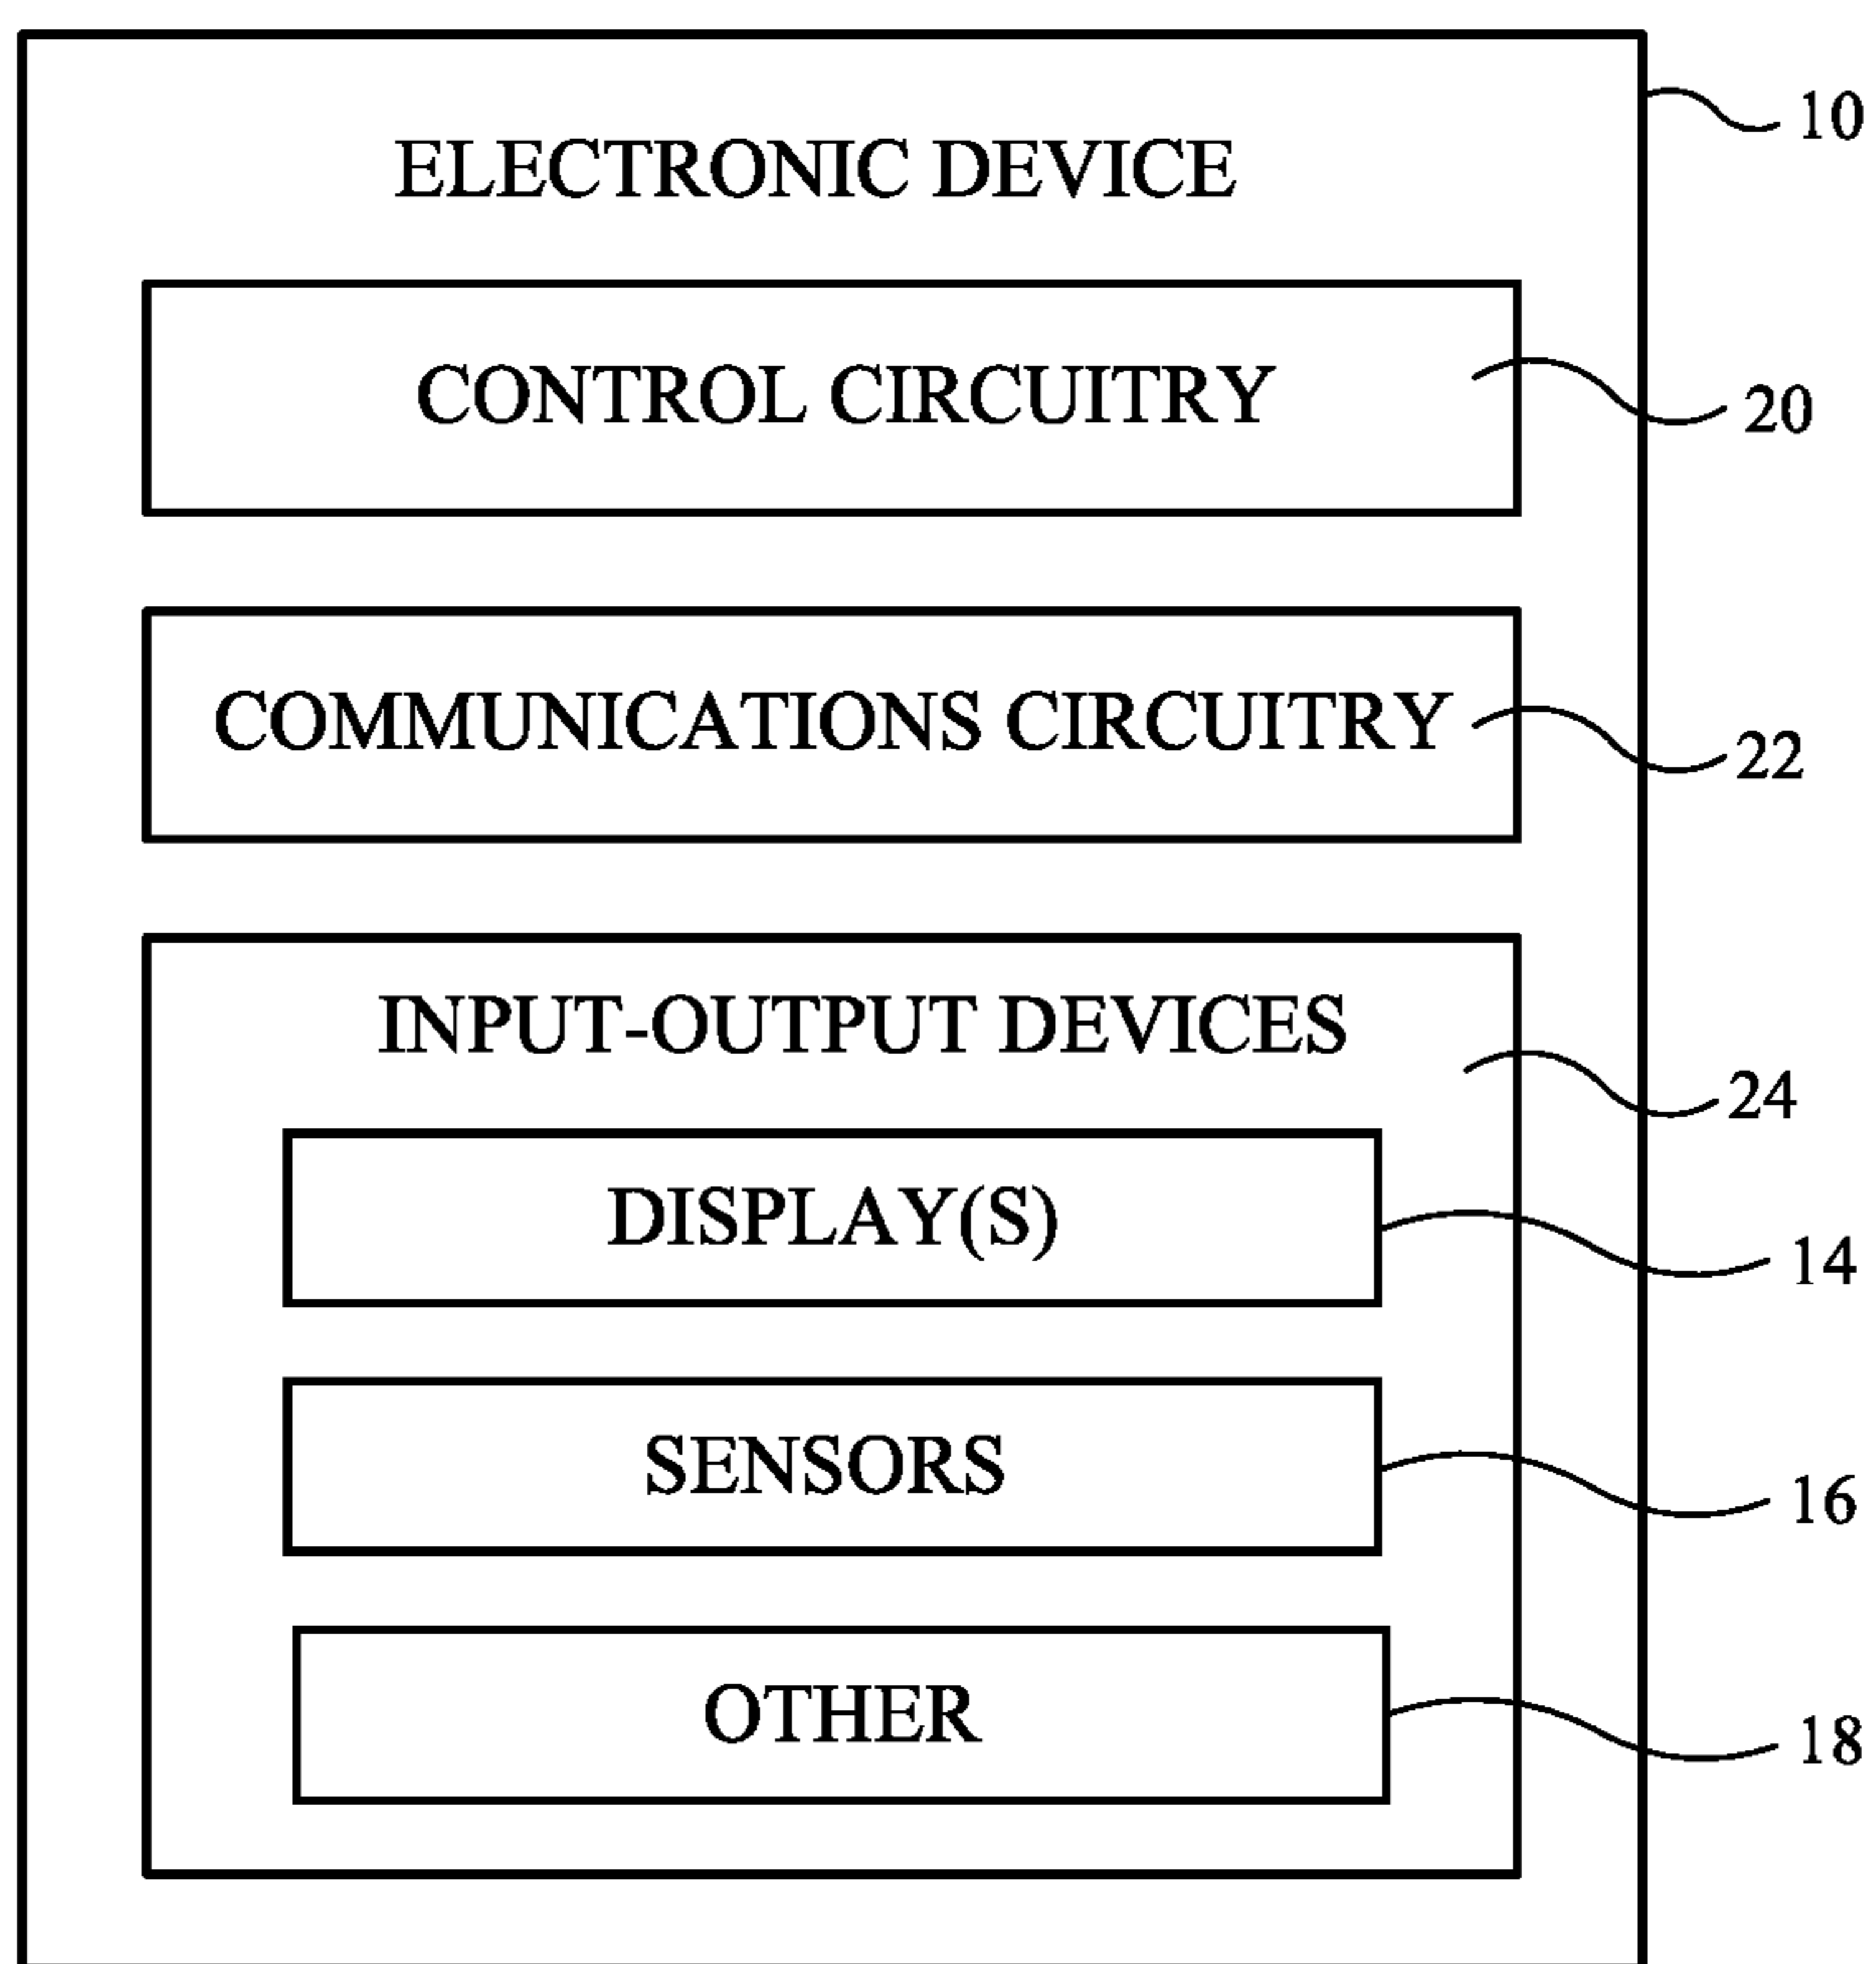 ELECTRONIC DEVICE
10
CONTROL CIRCUITRY
20
COMMUNICATIONS CIRCUITRY
22
INPUT-OUTPUT DEVICES
24
DISPLAY(S)
14
SENSORS
16
OTHER
18